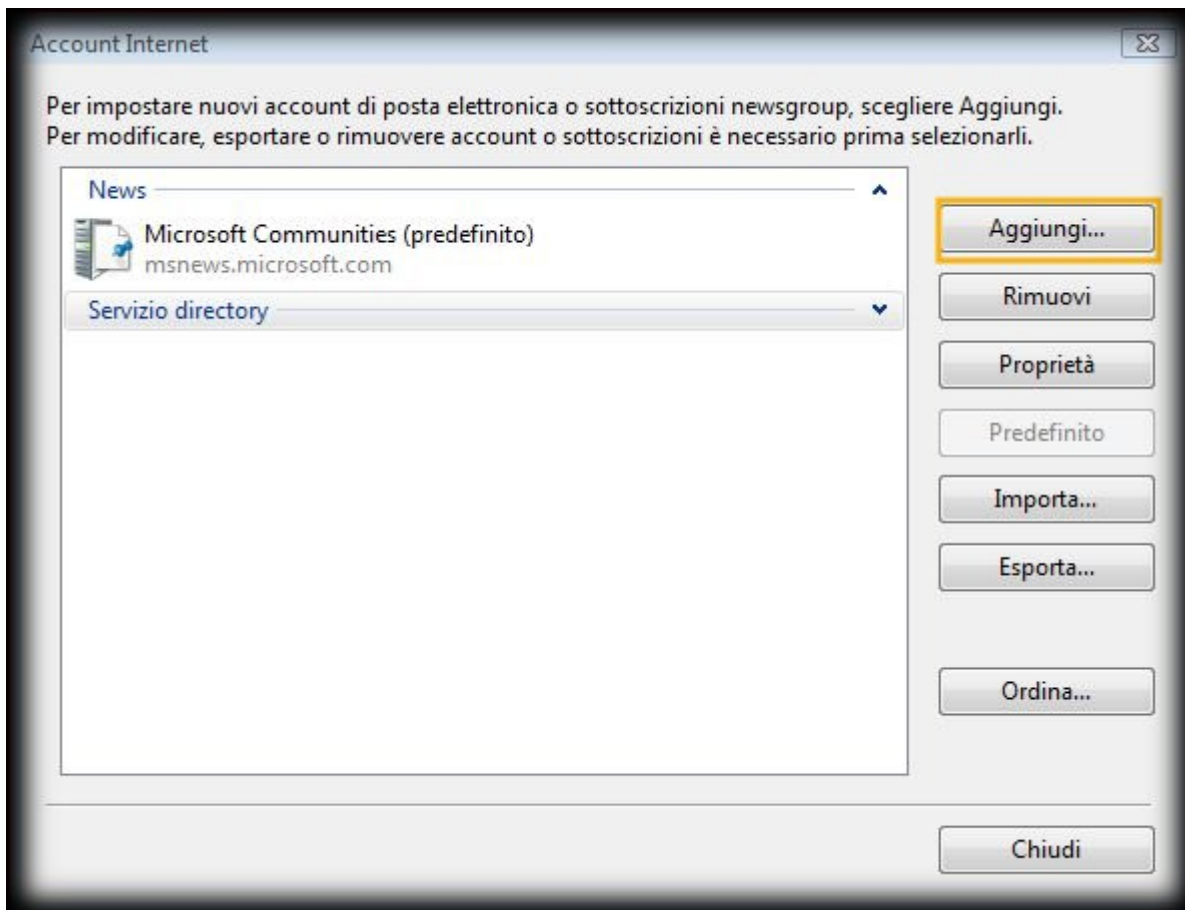 Account Internet
Per impostare nuovi account di posta elettronica o sottoscrizioni newsgroup, scegliere Aggiungi.
Per modificare, esportare o rimuovere account o sottoscrizioni è necessario prima selezionarli.
News
Microsoft Communities (predefinito)
msnews.microsoft.com
Servizio directory
Aggiungi...
Rimuovi
Proprietà
Predefinito
Importa...
Esporta...
Ordina...
Chiudi